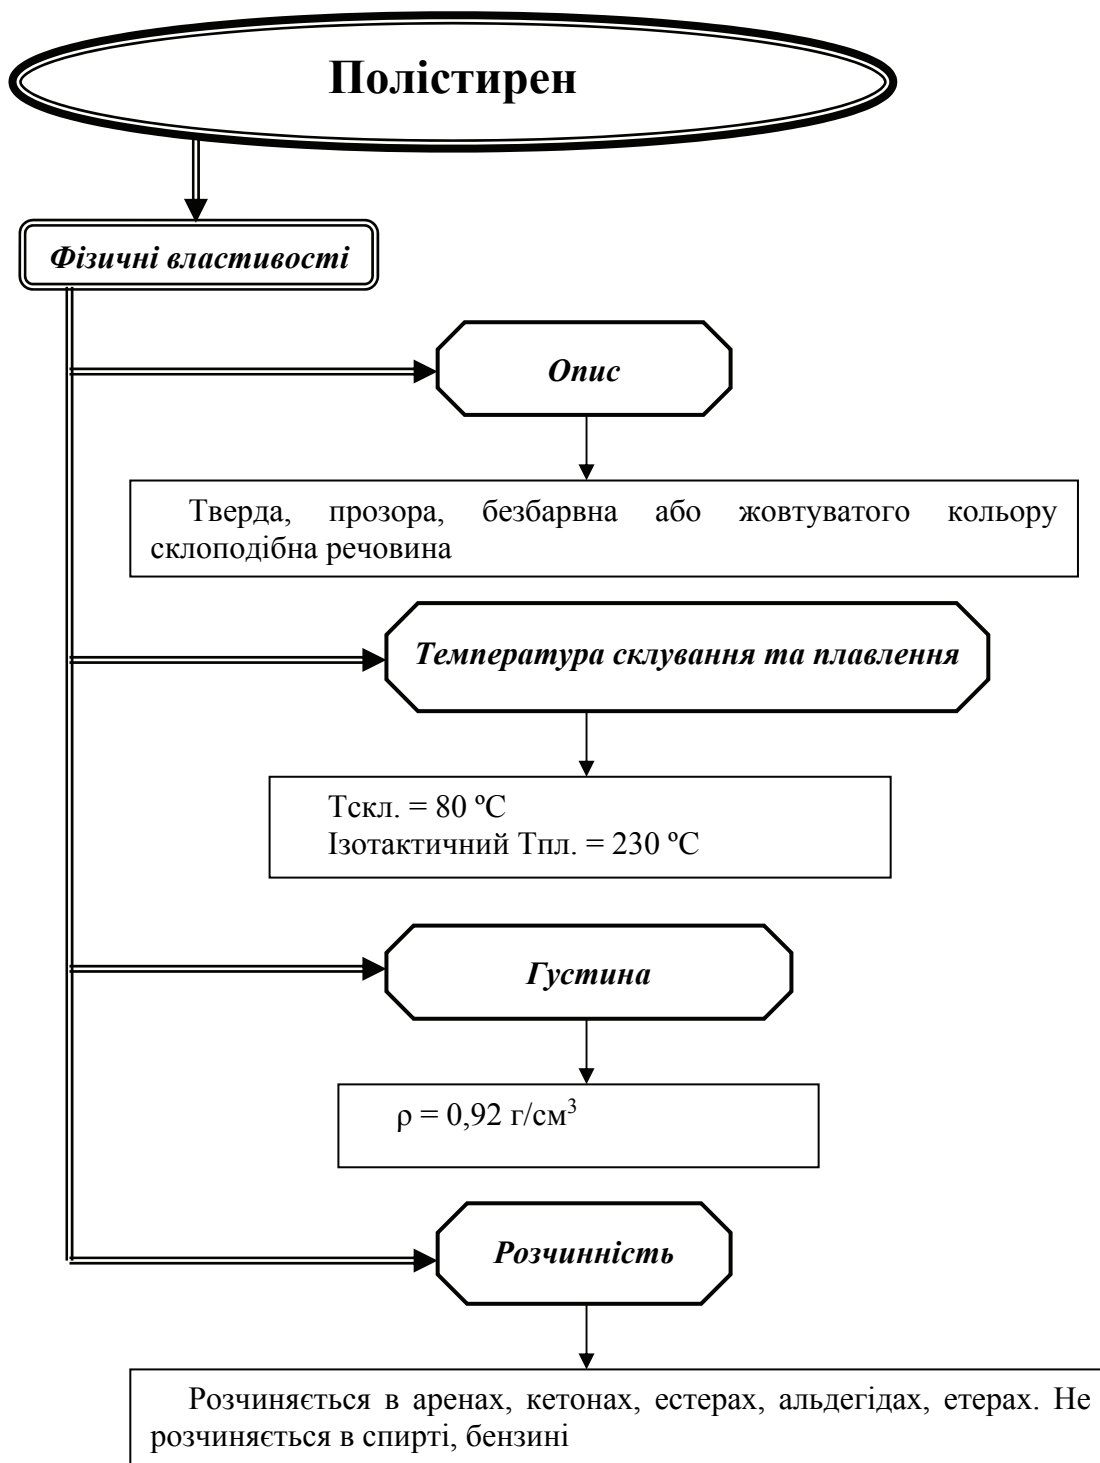 Полістирен
Фізичні властивості
Опис
Тверда, прозора, безбарвна або жовтуватого кольору
склоподібна речовина
Температура склування та плавлення
Тскл. = 80 ºС
Ізотактичний Тпл. = 230 ºС
Густина
ρ = 0,92 г/см³
Розчинність
Розчиняється в аренах, кетонах, естерах, альдегідах, етерах. Не
розчиняється в спирті, бензині